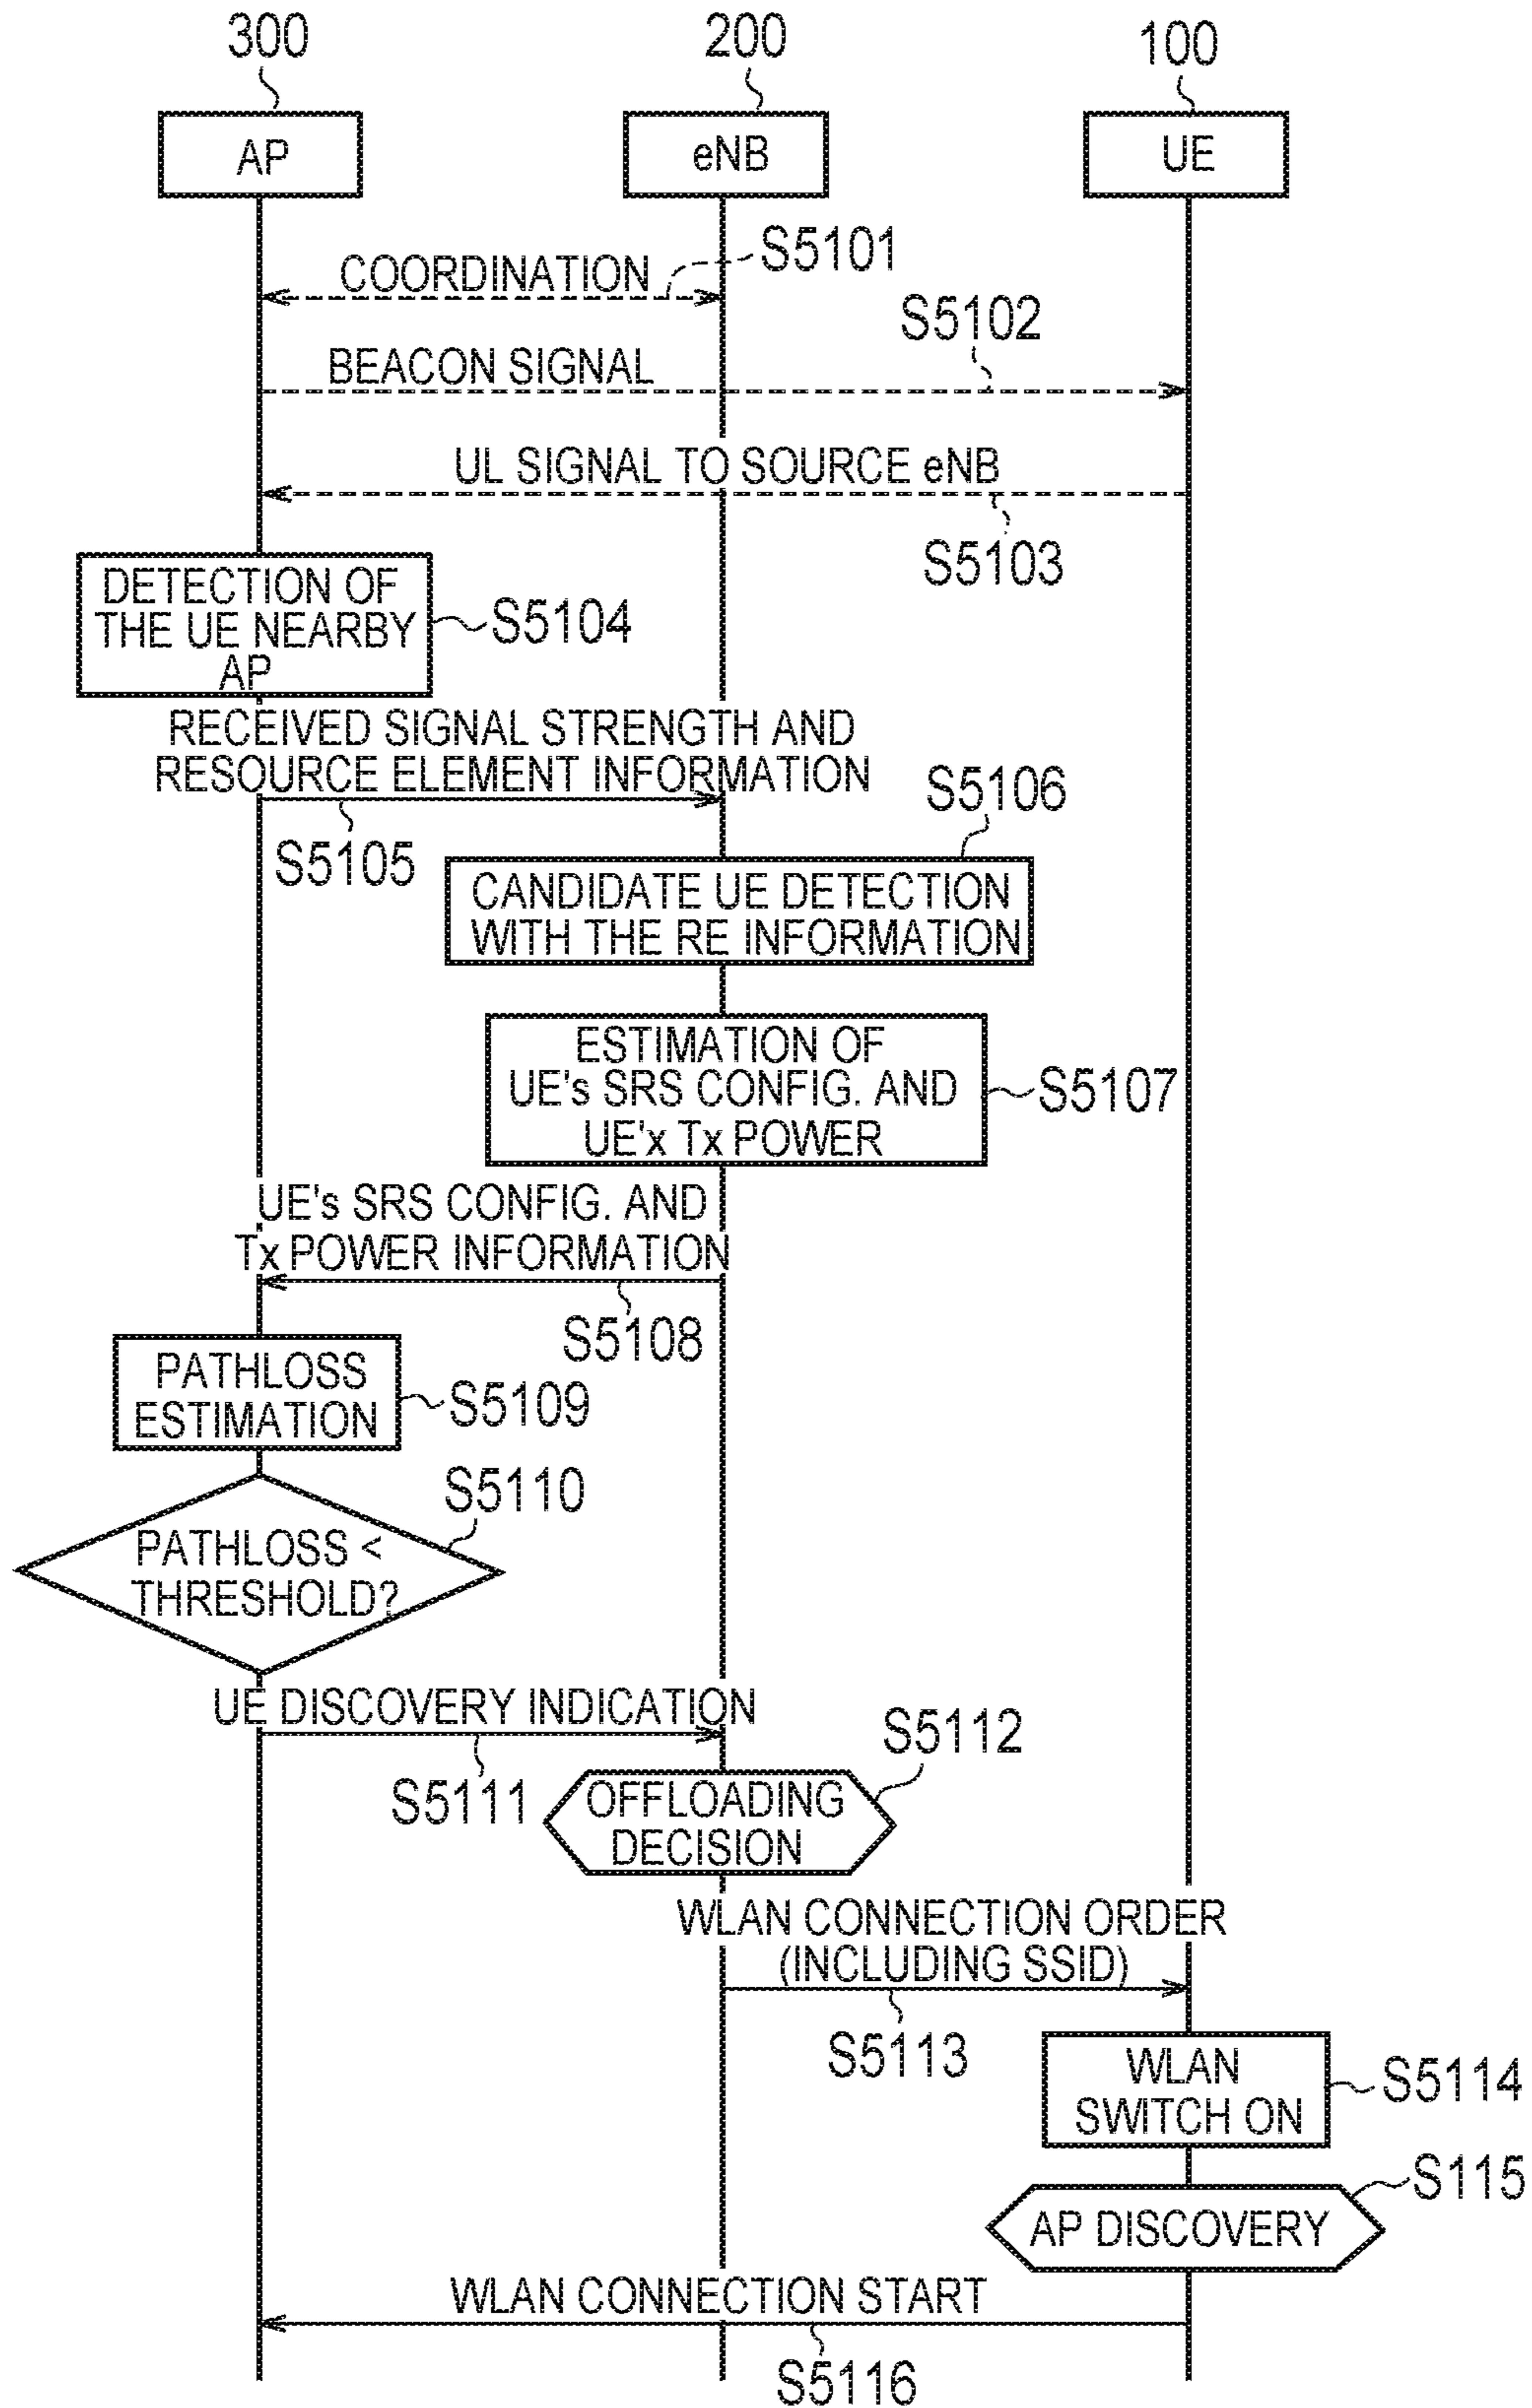 300
200
100
AP
eNB
UE
COORDINATION
S5101
BEACON SIGNAL
S5102
UL SIGNAL TO SOURCE eNB
S5103
DETECTION OF
THE UE NEARBY
AP
S5104
RECEIVED SIGNAL STRENGTH AND
RESOURCE ELEMENT INFORMATION
S5105
S5106
CANDIDATE UE DETECTION
WITH THE RE INFORMATION
ESTIMATION OF
UE's SRS CONFIG. AND
UE'x Tx POWER
S5107
UE's SRS CONFIG. AND
Tx POWER INFORMATION
S5108
PATHLOSS
ESTIMATION
S5109
S5110
PATHLOSS <
THRESHOLD?
UE DISCOVERY INDICATION
S5111
S5112
OFFLOADING
DECISION
WLAN CONNECTION ORDER
(INCLUDING SSID)
S5113
WLAN
SWITCH ON
S5114
S115
AP DISCOVERY
WLAN CONNECTION START
S5116